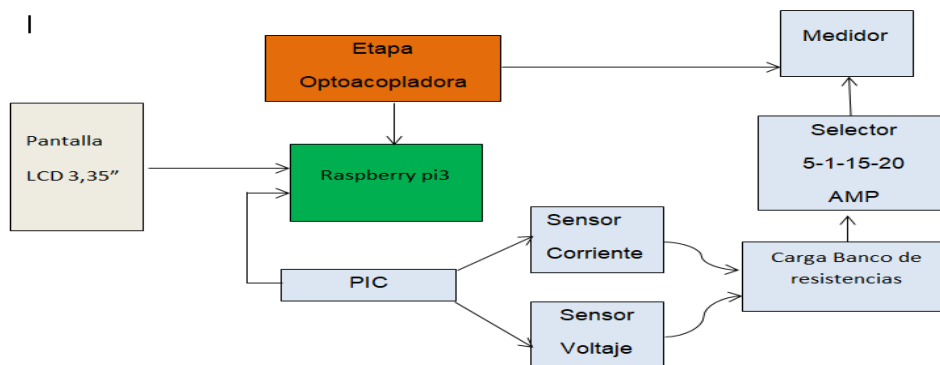 I
Etapa
Optoacopladora
Medidor
Pantalla
LCD 3,35”
Raspberry pi3
Selector
5-1-15-20
AMP
Sensor
Corriente
PIC
Carga Banco de
resistencias
Sensor
Voltaje